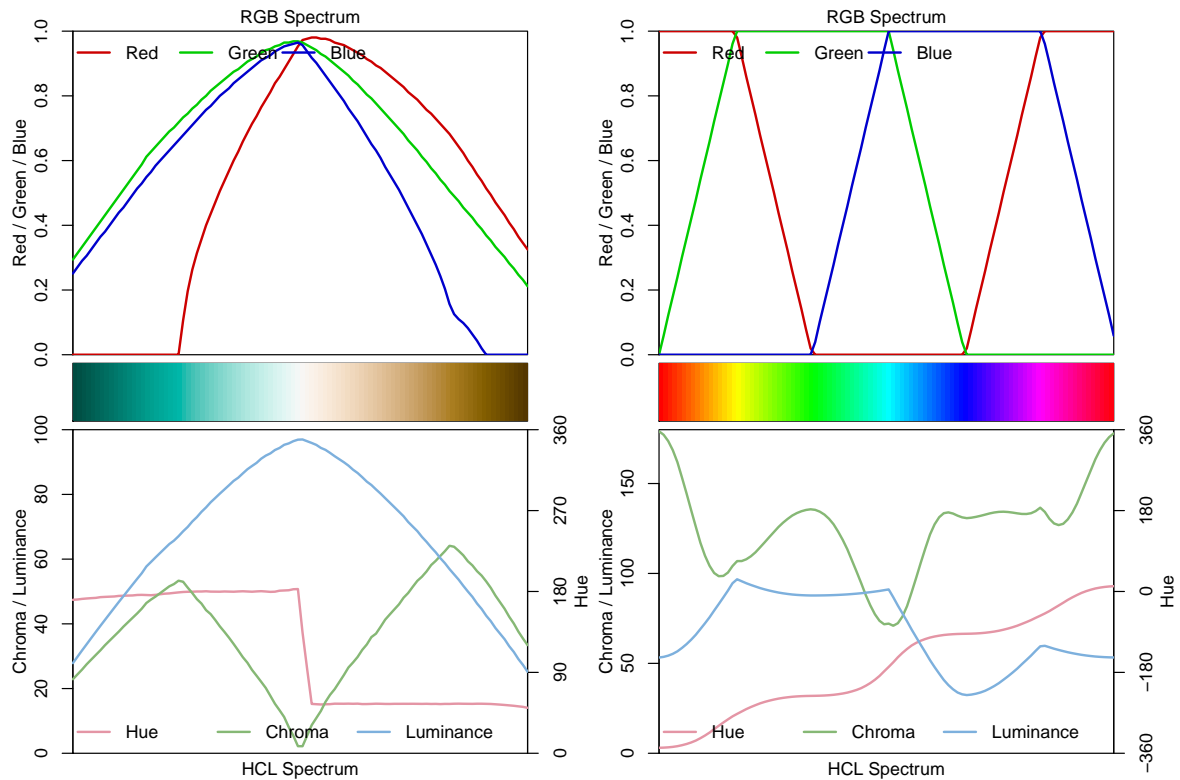 RGB Spectrum
Red / Green / Blue
0.0 0.2 0.4 0.6 0.8 1.0
Red Green Blue
Chroma / Luminance
0 20 40 60 80 100
Hue
0 90 180 270 360
Hue Chroma Luminance
HCL Spectrum
RGB Spectrum
Red / Green / Blue
0.0 0.2 0.4 0.6 0.8 1.0
Red Green Blue
Chroma / Luminance
0 50 100 150
Hue
−360 −180 0 180 360
Hue Chroma Luminance
HCL Spectrum